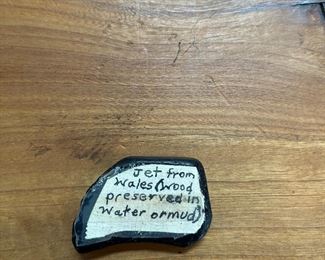 Jet from
Wales (wood
preserved in
Water or mud)